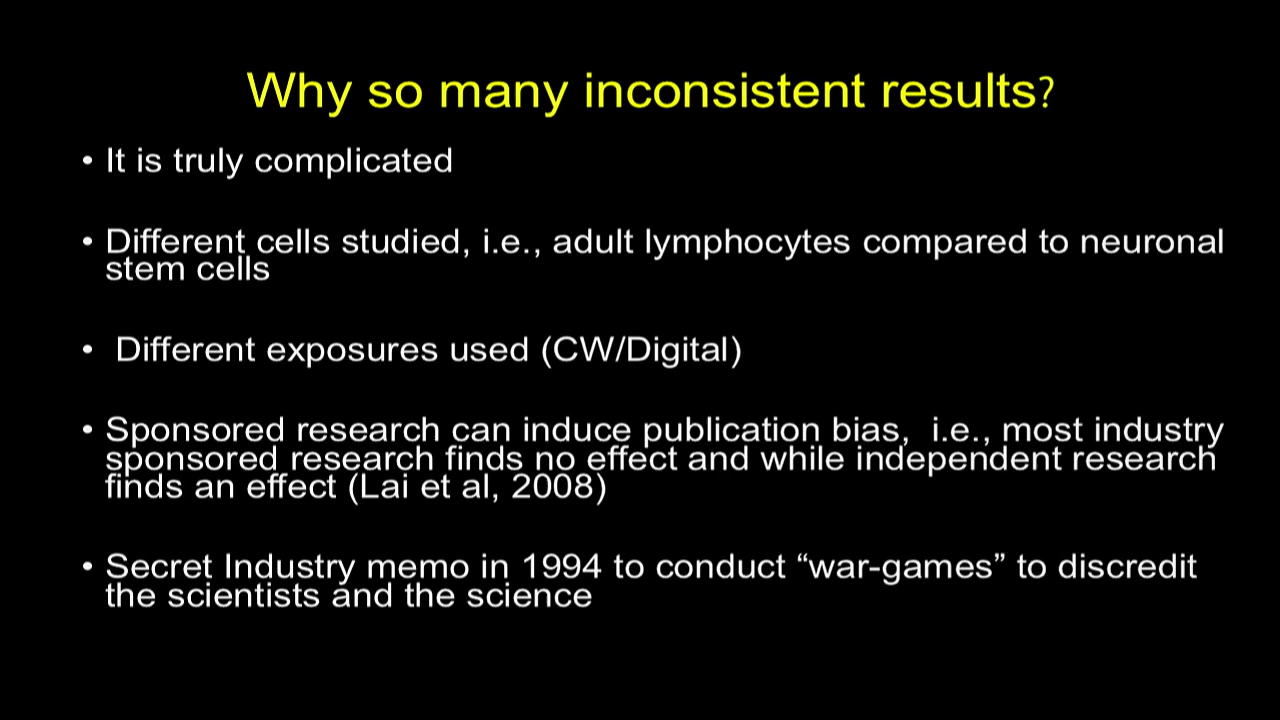 Why so many inconsistent results?
• It is truly complicated
• Different cells studied, i.e., adult lymphocytes compared to neuronal
stem cells
• Different exposures used (CW/Digital)
• Sponsored research can induce publication bias, i.e., most industry
sponsored research finds no effect and while independent research
finds an effect (Lai et al, 2008)
• Secret Industry memo in 1994 to conduct “war-games” to discredit
the scientists and the science